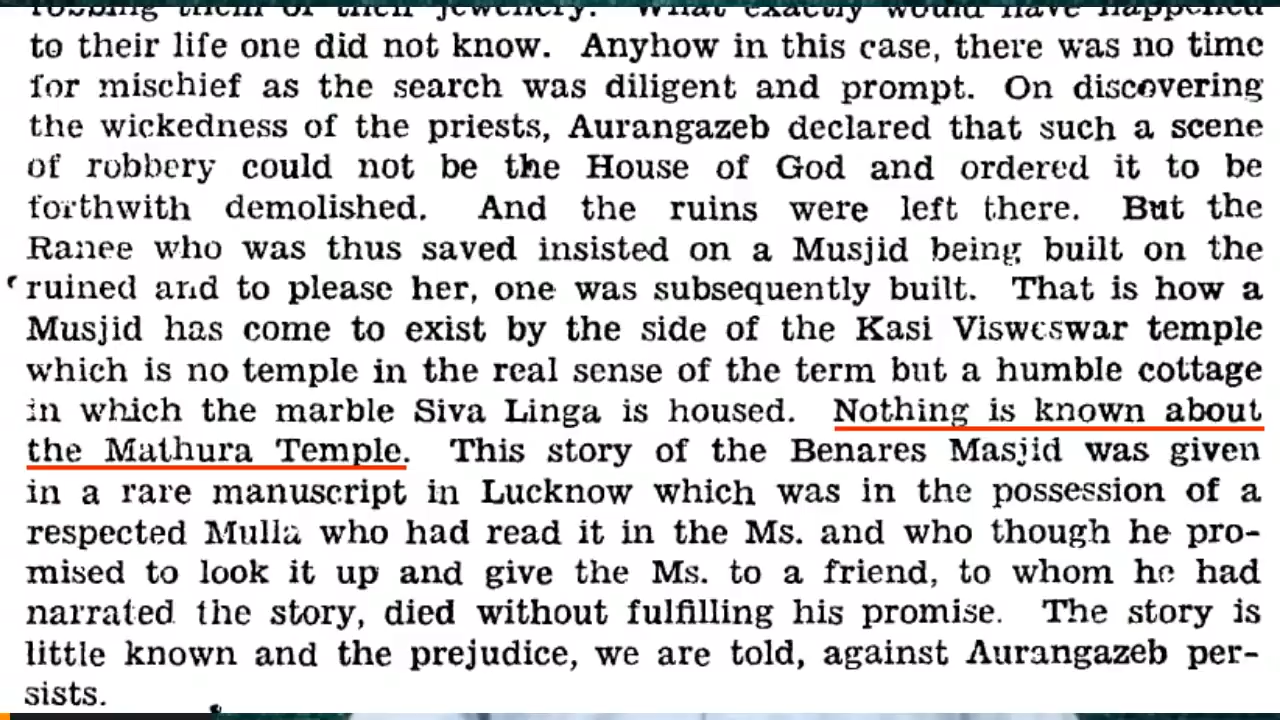 robbing them of their jewellery. What exactly would have happened
to their life one did not know. Anyhow in this case, there was no time
for mischief as the search was diligent and prompt. On discovering
the wickedness of the priests, Aurangazeb declared that such a scene
of robbery could not be the House of God and ordered it to be
forthwith demolished. And the ruins were left there. But the
Ranee who was thus saved insisted on a Musjid being built on the
ruined and to please her, one was subsequently built. That is how a
Musjid has come to exist by the side of the Kasi Visweswar temple
which is no temple in the real sense of the term but a humble cottage
in which the marble Siva Linga is housed. Nothing is known about
the Mathura Temple. This story of the Benares Masjid was given
in a rare manuscript in Lucknow which was in the possession of a
respected Mulla who had read it in the Ms. and who though he pro-
mised to look it up and give the Ms. to a friend, to whom he had
narrated the story, died without fulfilling his promise. The story is
little known and the prejudice, we are told, against Aurangazeb per-
sists.